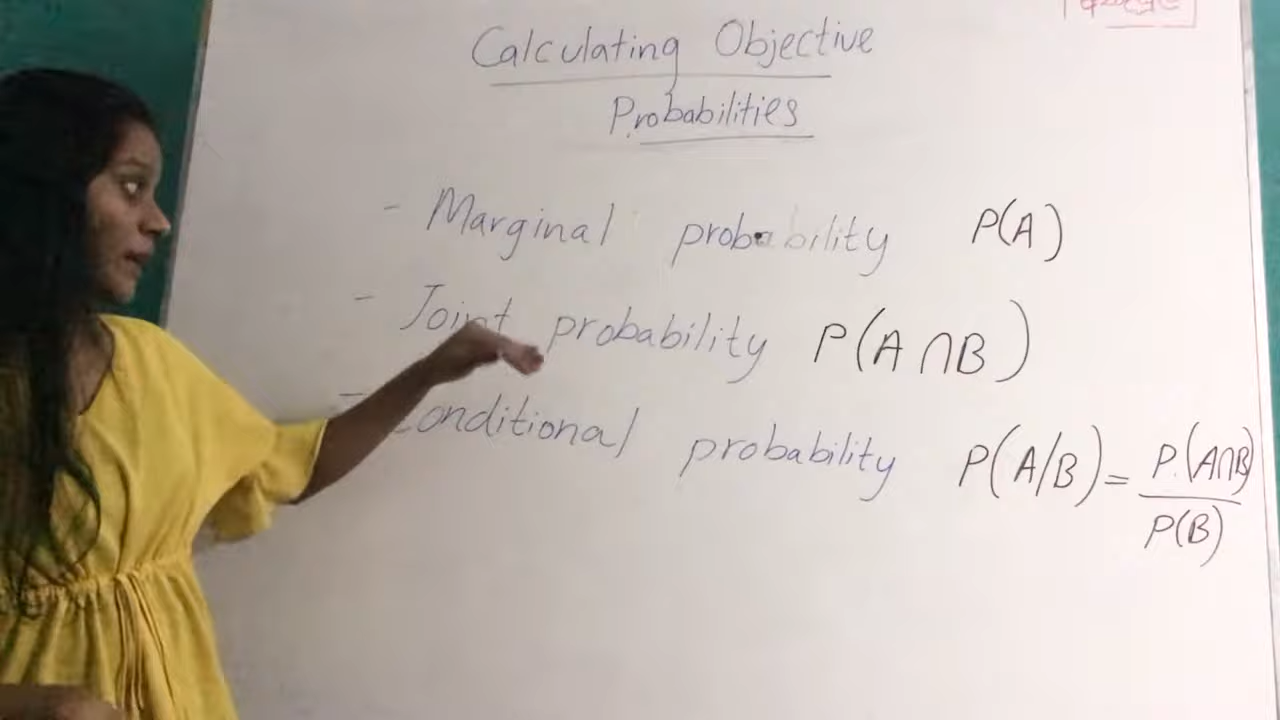 Calculating Objective
Probabilities
- Marginal probability P(A)
- Joint probability P(A∩B)
- Conditional probability P(A/B) = P(A∩B)
P(B)